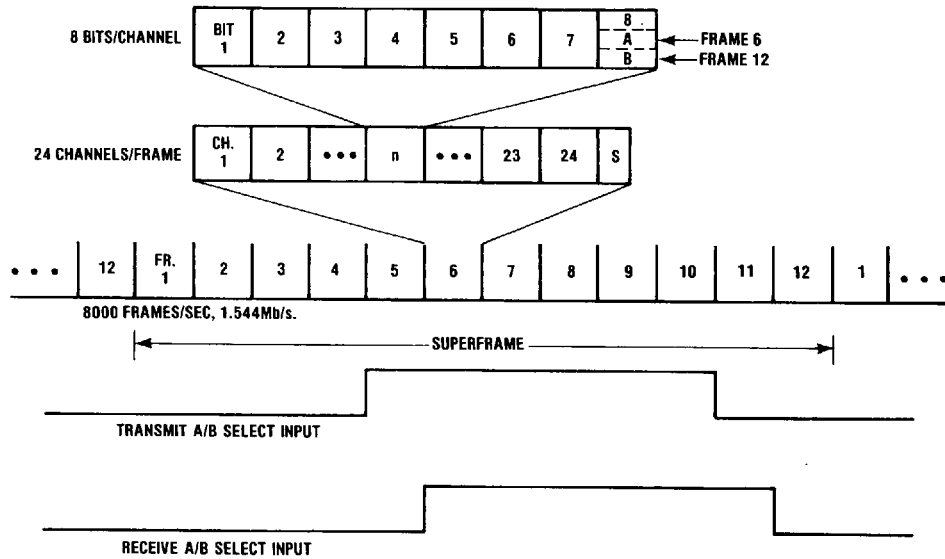 8 BITS/CHANNEL
BIT 1 2 3 4 5 6 7 8 A B
FRAME 6
FRAME 12
24 CHANNELS/FRAME
CH. 1 2 ••• n ••• 23 24 S
••• 12 FR. 1 2 3 4 5 6 7 8 9 10 11 12 1 •••
8000 FRAMES/SEC, 1.544Mb/s.
SUPERFRAME
TRANSMIT A/B SELECT INPUT
RECEIVE A/B SELECT INPUT